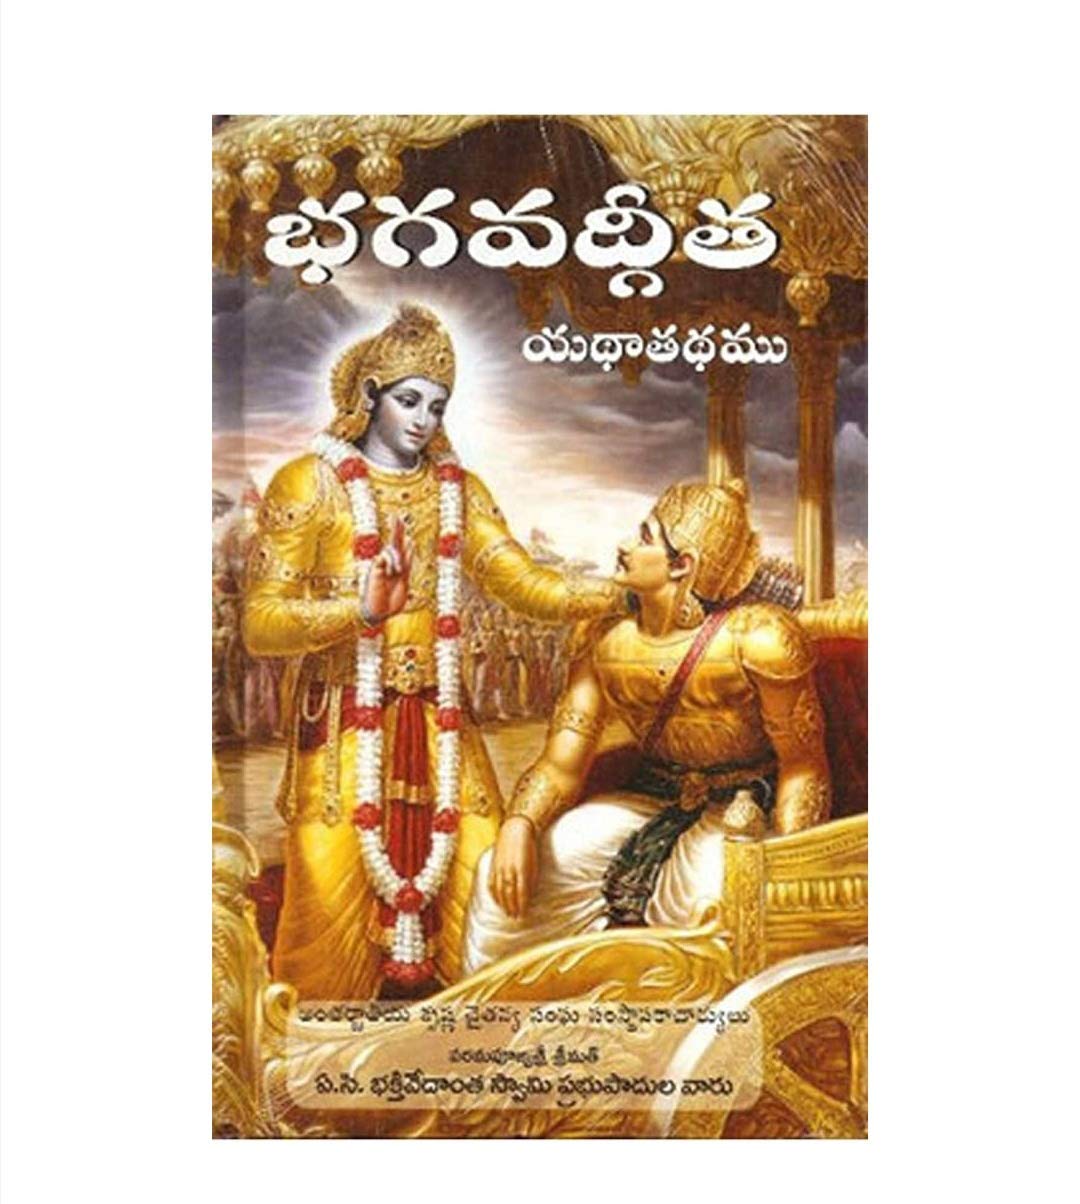 భగవద్గీత
యథాతథము
అంతర్జాతీయ కృష్ణ చైతన్య సంఘ సంస్థాపకాచార్యులు
పరమపూజ్యశ్రీ శ్రీమత్
ఏ.సి. భక్తివేదాంత స్వామి ప్రభుపాదుల వారు